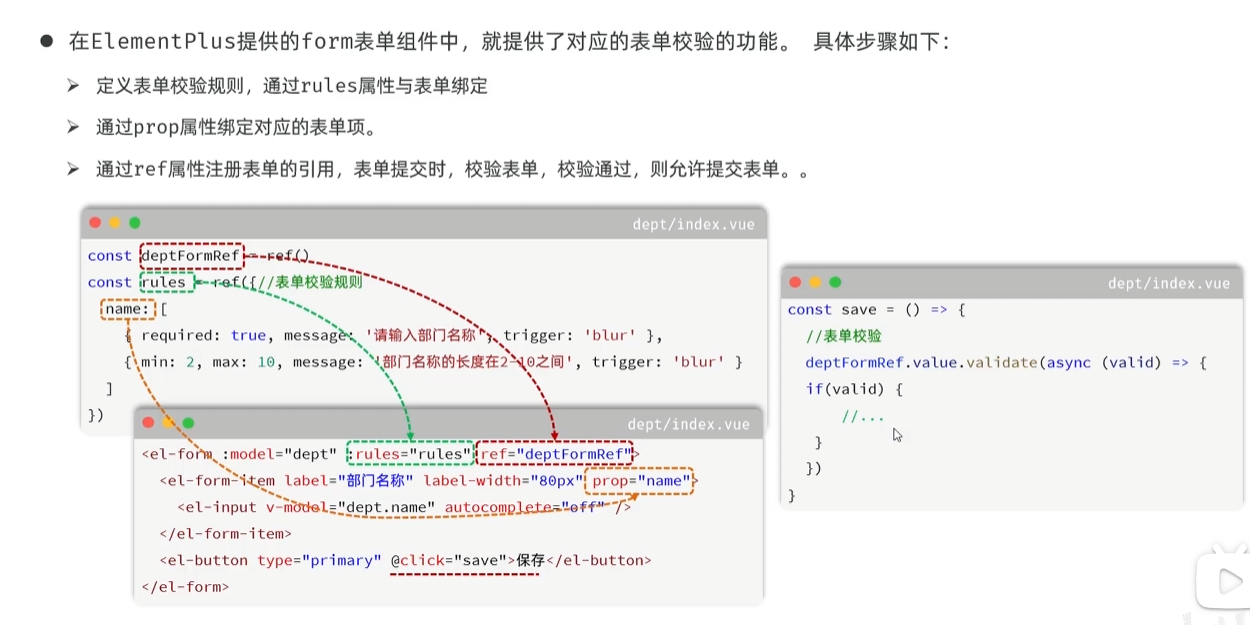 在ElementPlus提供的form表单组件中，就提供了对应的表单校验的功能。 具体步骤如下：
定义表单校验规则，通过rules属性与表单绑定
通过prop属性绑定对应的表单项。
通过ref属性注册表单的引用，表单提交时，校验表单，校验通过，则允许提交表单。。
dept/index.vue
const deptFormRef = ref()
const rules = ref({//表单校验规则
name: [
{ required: true, message: '请输入部门名称', trigger: 'blur' },
{ min: 2, max: 10, message: '部门名称的长度在2-10之间', trigger: 'blur' }
]
})
dept/index.vue
<el-form :model="dept" :rules="rules" ref="deptFormRef">
<el-form-item label="部门名称" label-width="80px" prop="name">
<el-input v-model="dept.name" autocomplete="off" />
</el-form-item>
<el-button type="primary" @click="save">保存</el-button>
</el-form>
dept/index.vue
const save = () => {
//表单校验
deptFormRef.value.validate(async (valid) => {
if(valid) {
//...
}
})
}